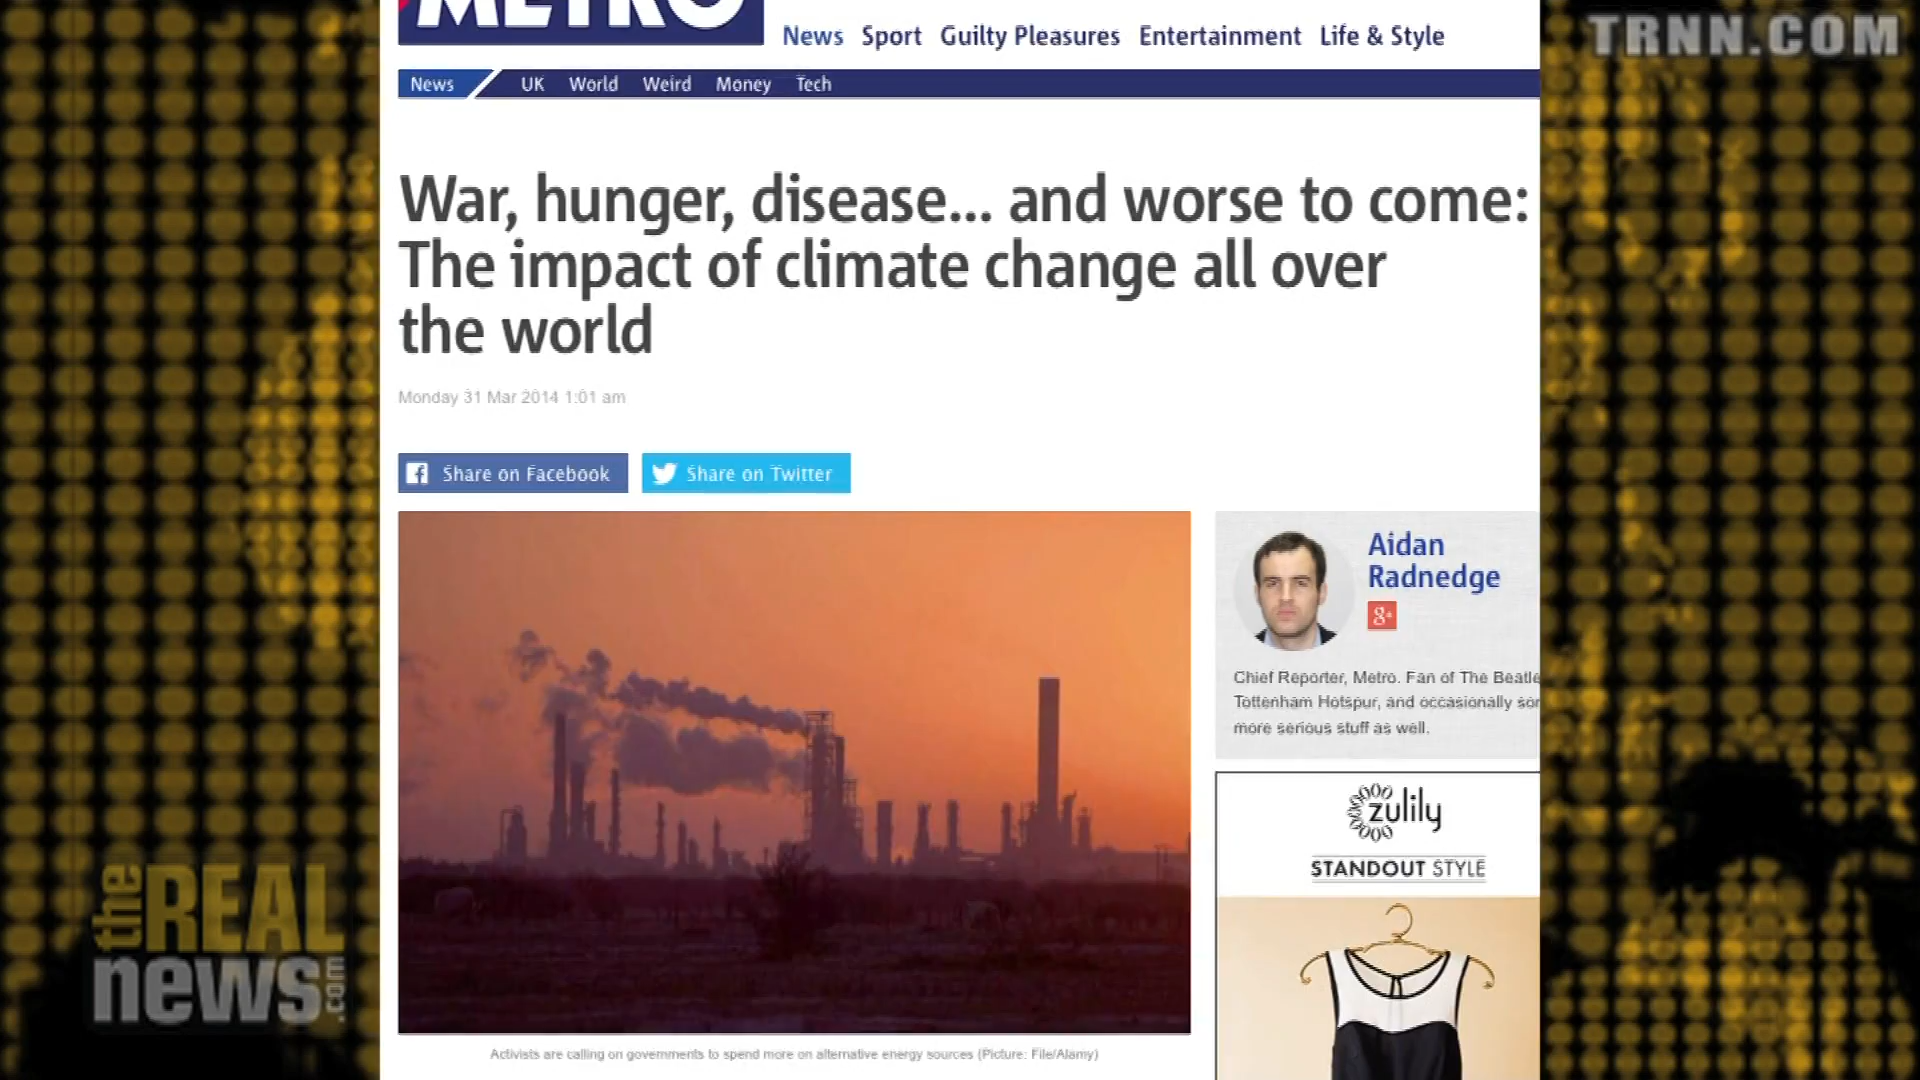 TRNN.COM
METRO
News Sport Guilty Pleasures Entertainment Life & Style
News UK World Weird Money Tech
War, hunger, disease... and worse to come:
The impact of climate change all over
the world
Monday 31 Mar 2014 1:01 am
Share on Facebook Share on Twitter
Aidan
Radnedge
g+
Chief Reporter, Metro. Fan of The Beatle
Tottenham Hotspur, and occasionally sor
more serious stuff as well.
zulily
STANDOUT STYLE
Activists are calling on governments to spend more on alternative energy sources (Picture: File/Alamy)
the REAL
news.com